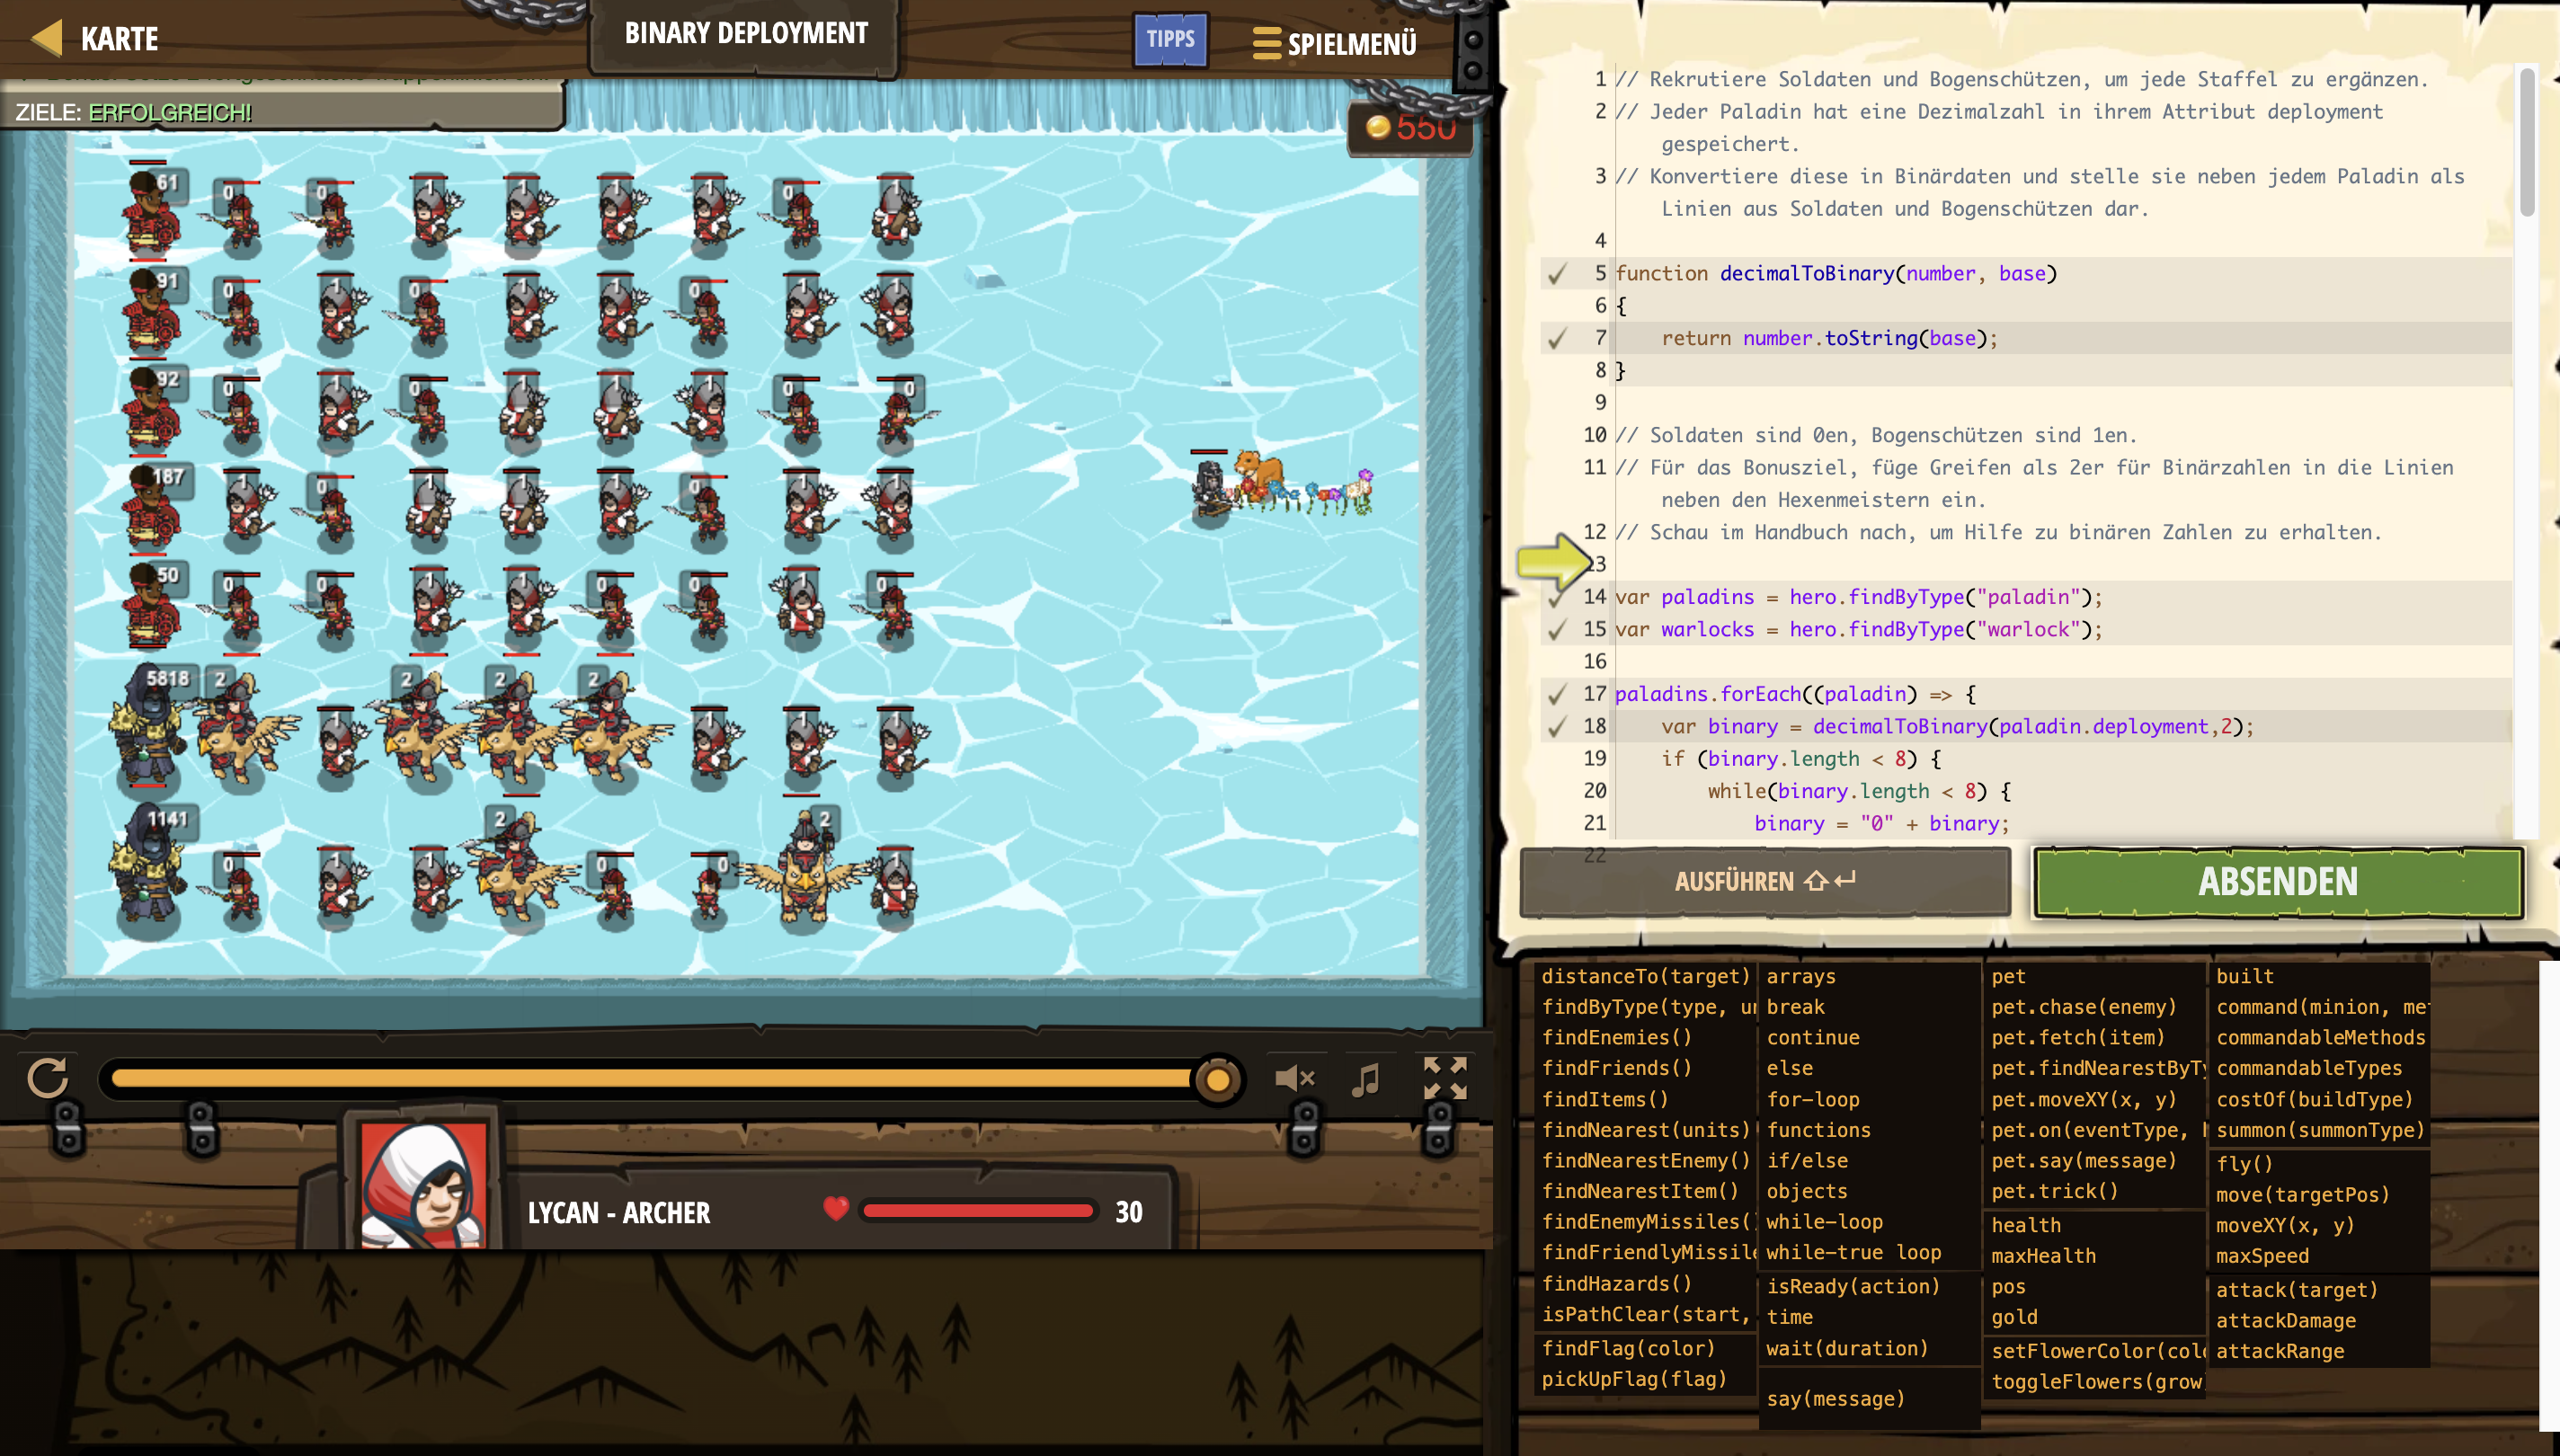 KARTE
BINARY DEPLOYMENT
TIPPS
SPIELMENÜ
ZIELE: ERFOLGREICH!
550
61 0 0 1 1 1 1 0 1
91 0 1 0 1 1 0 1 1
92 0 1 0 1 1 1 0 0
187 1 0 1 1 1 0 1 1
50 0 0 1 1 0 0 1 0
5818 2 1 2 2 2 1 1 1
1141 0 1 1 2 0 0 2 1
LYCAN - ARCHER
30
1 // Rekrutiere Soldaten und Bogenschützen, um jede Staffel zu ergänzen.
2 // Jeder Paladin hat eine Dezimalzahl in ihrem Attribut deployment
gespeichert.
3 // Konvertiere diese in Binärdaten und stelle sie neben jedem Paladin als
Linien aus Soldaten und Bogenschützen dar.
4
5 function decimalToBinary(number, base)
6 {
7 return number.toString(base);
8 }
9
10 // Soldaten sind 0en, Bogenschützen sind 1en.
11 // Für das Bonusziel, füge Greifen als 2er für Binärzahlen in die Linien
neben den Hexenmeistern ein.
12 // Schau im Handbuch nach, um Hilfe zu binären Zahlen zu erhalten.
13
14 var paladins = hero.findByType("paladin");
15 var warlocks = hero.findByType("warlock");
16
17 paladins.forEach((paladin) => {
18 var binary = decimalToBinary(paladin.deployment,2);
19 if (binary.length < 8) {
20 while(binary.length < 8) {
21 binary = "0" + binary;
22
AUSFÜHREN
ABSENDEN
distanceTo(target)
findByType(type, un
findEnemies()
findFriends()
findItems()
findNearest(units)
findNearestEnemy()
findNearestItem()
findEnemyMissiles()
findFriendlyMissile
findHazards()
isPathClear(start,
findFlag(color)
pickUpFlag(flag)
arrays
break
continue
else
for-loop
functions
if/else
objects
while-loop
while-true loop
isReady(action)
time
wait(duration)
say(message)
pet
pet.chase(enemy)
pet.fetch(item)
pet.findNearestByTy
pet.moveXY(x, y)
pet.on(eventType,
pet.say(message)
pet.trick()
health
maxHealth
pos
gold
setFlowerColor(colo
toggleFlowers(grow
built
command(minion, met
commandableMethods
commandableTypes
costOf(buildType)
summon(summonType)
fly()
move(targetPos)
moveXY(x, y)
maxSpeed
attack(target)
attackDamage
attackRange